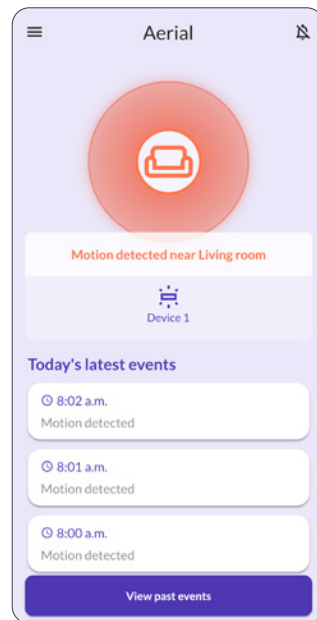 Aerial
Motion detected near Living room
Device 1
Today's latest events
8:02 a.m.
Motion detected
8:01 a.m.
Motion detected
8:00 a.m.
Motion detected
View past events